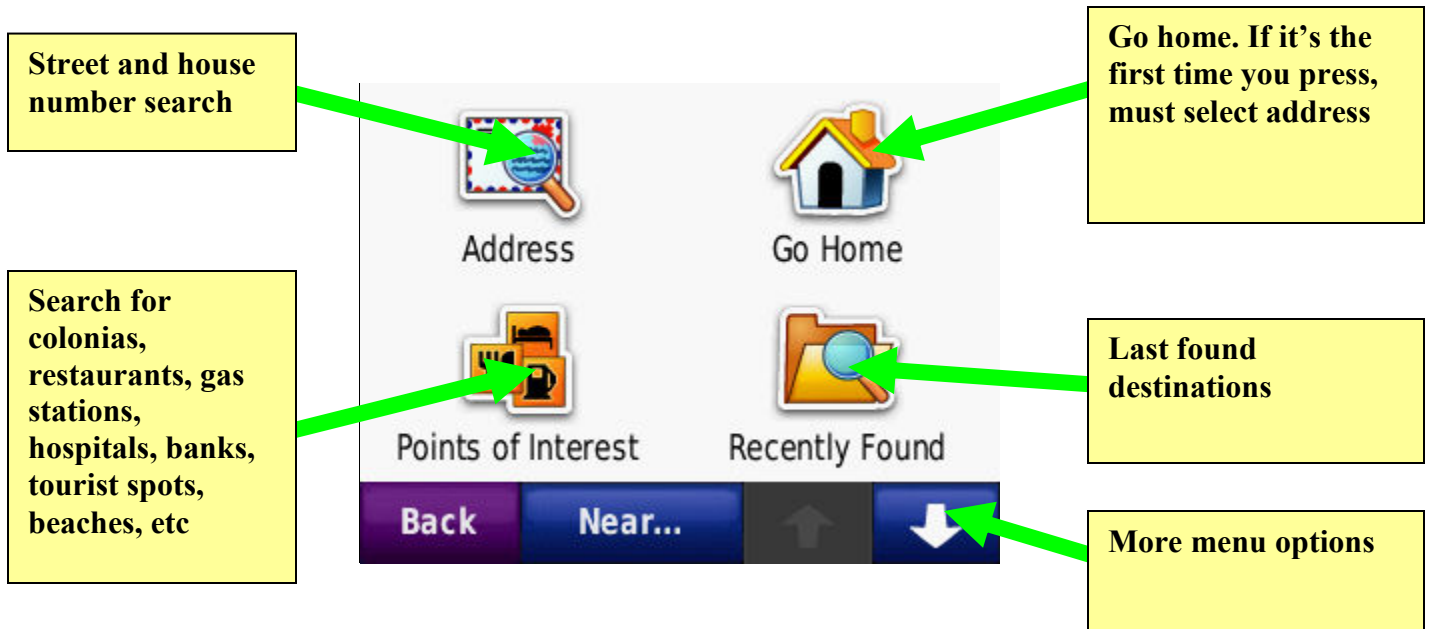 Street and house
number search
Go home. If it’s the
first time you press,
must select address
Address
Go Home
Search for
colonias,
restaurants, gas
stations,
hospitals, banks,
tourist spots,
beaches, etc
Last found
destinations
Points of Interest
Recently Found
Back
Near...
More menu options